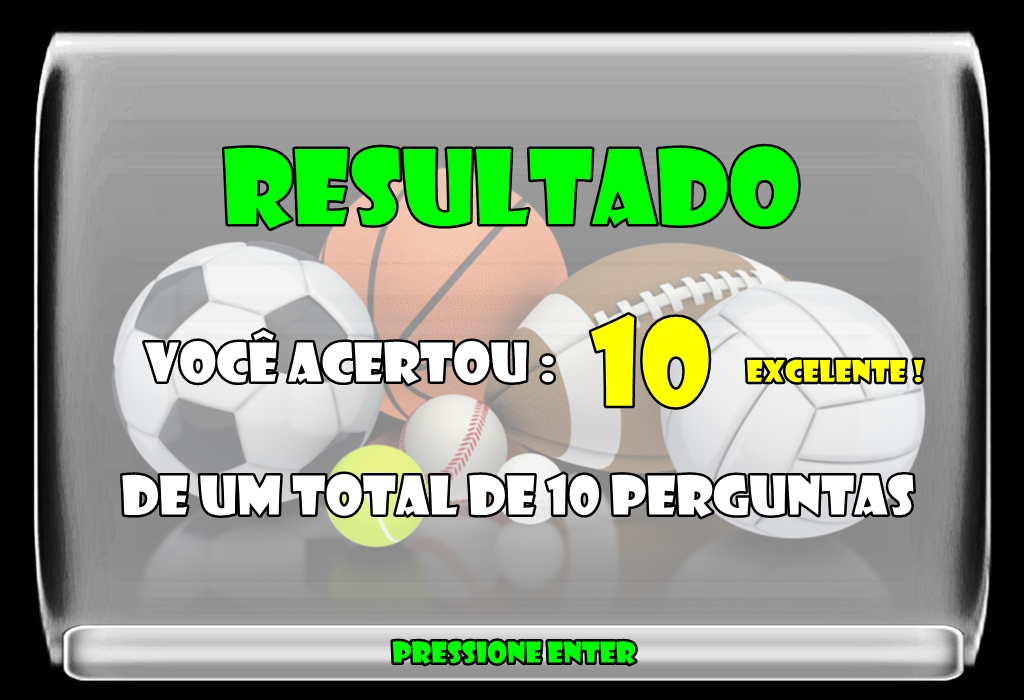 RESULTADO
VOCÊ ACERTOU : 10 EXCELENTE !
DE UM TOTAL DE 10 PERGUNTAS
PRESSIONE ENTER